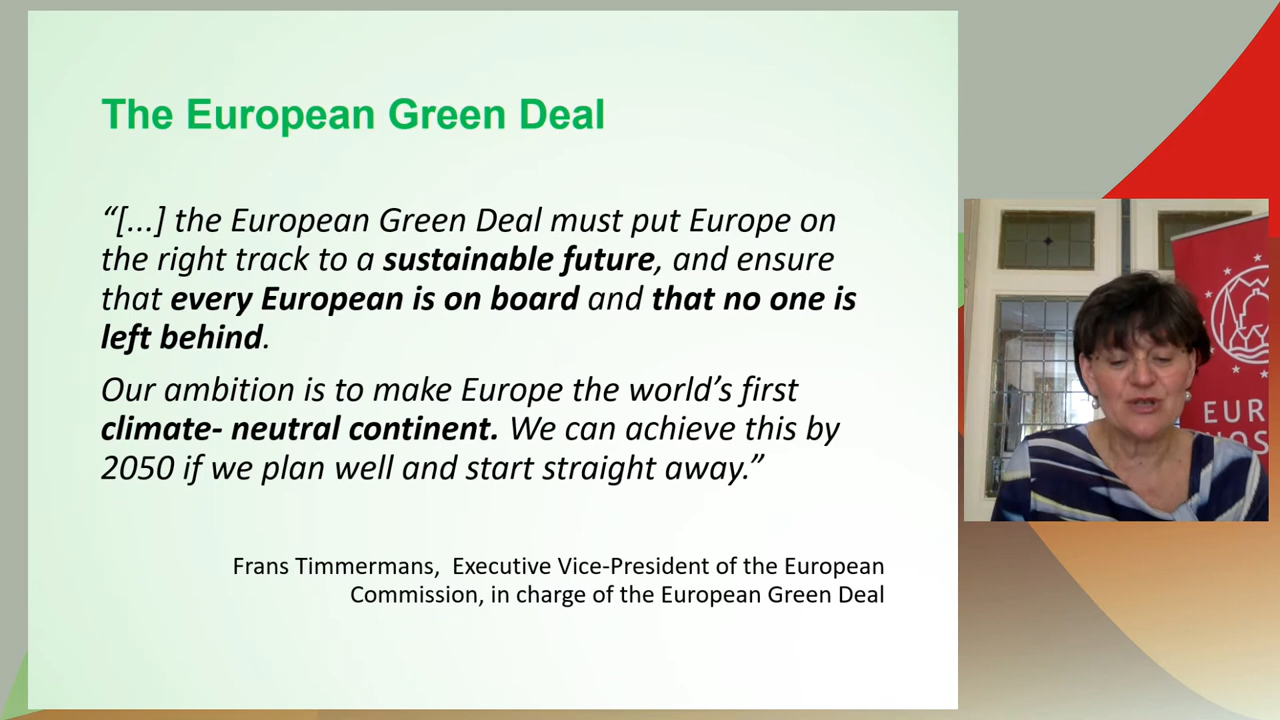 The European Green Deal
“[...] the European Green Deal must put Europe on
the right track to a sustainable future, and ensure
that every European is on board and that no one is
left behind.
Our ambition is to make Europe the world’s first
climate- neutral continent. We can achieve this by
2050 if we plan well and start straight away.”
Frans Timmermans,  Executive Vice-President of the European
Commission, in charge of the European Green Deal